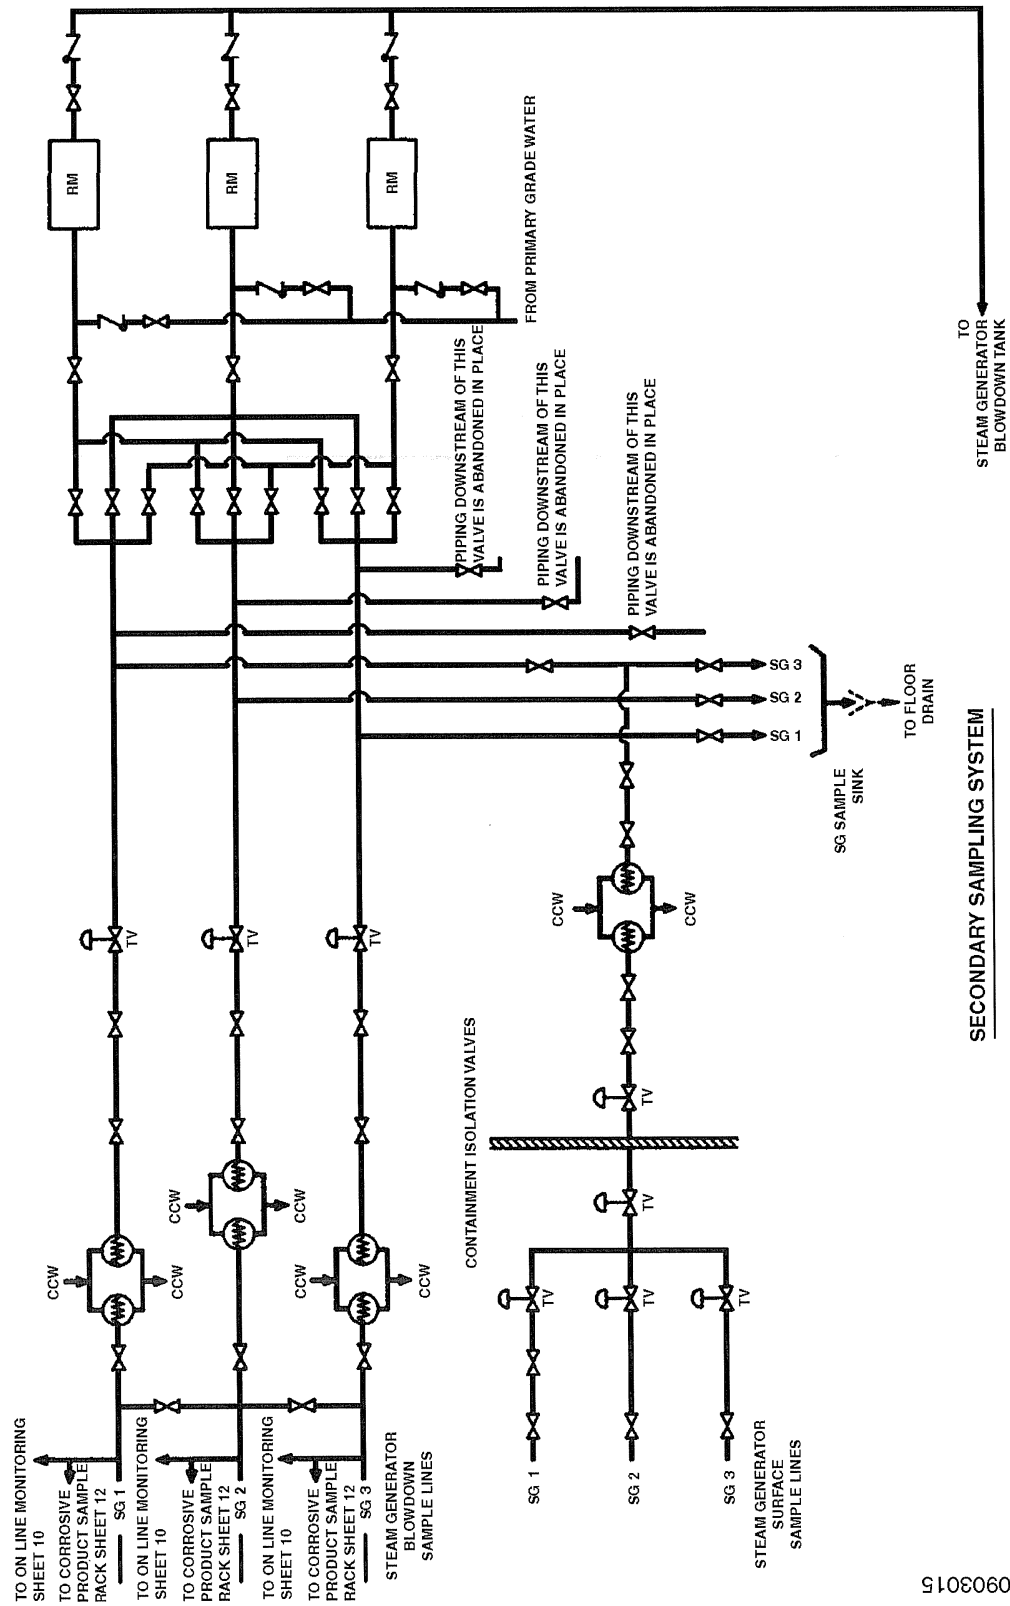 RM
RM
RM
FROM PRIMARY GRADE WATER
TO
STEAM GENERATOR
BLOWDOWN TANK
PIPING DOWNSTREAM OF THIS
VALVE IS ABANDONED IN PLACE
PIPING DOWNSTREAM OF THIS
VALVE IS ABANDONED IN PLACE
PIPING DOWNSTREAM OF THIS
VALVE IS ABANDONED IN PLACE
SG 3
SG 2
SG 1
TO FLOOR
DRAIN
SG SAMPLE
SINK
SECONDARY SAMPLING SYSTEM
TV
TV
TV
CCW
CCW
CONTAINMENT ISOLATION VALVES
TV
TV
CCW
CCW
CCW
CCW
CCW
CCW
TV
TV
TV
TO ON LINE MONITORING
SHEET 10
TO CORROSIVE
PRODUCT SAMPLE
RACK SHEET 12
SG 1
TO ON LINE MONITORING
SHEET 10
TO CORROSIVE
PRODUCT SAMPLE
RACK SHEET 12
SG 2
TO ON LINE MONITORING
SHEET 10
TO CORROSIVE
PRODUCT SAMPLE
RACK SHEET 12
SG 3
STEAM GENERATOR
BLOWDOWN
SAMPLE LINES
SG 1
SG 2
SG 3
STEAM GENERATOR
SURFACE
SAMPLE LINES
0903015